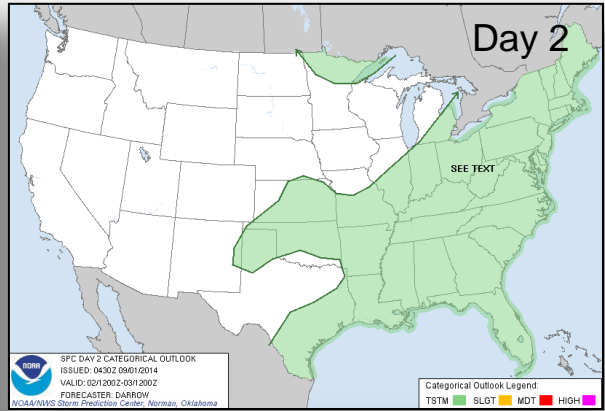 Day 2
SEE TEXT
NOAA
SPC DAY 2 CATEGORICAL OUTLOOK
ISSUED: 0430Z 09/01/2014
VALID: 02/1200Z-03/1200Z
FORECASTER: DARROW
NOAA/NWS Storm Prediction Center, Norman, Oklahoma
Categorical Outlook Legend:
TSTM SLGT MDT HIGH